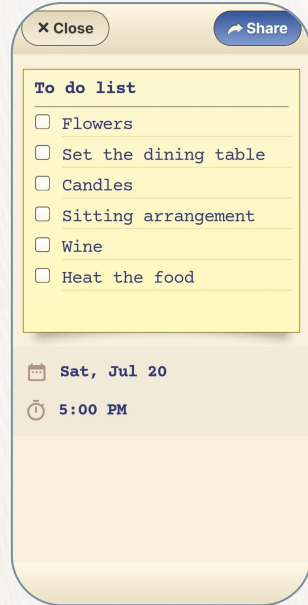 × Close
Share
To do list
Flowers
Set the dining table
Candles
Sitting arrangement
Wine
Heat the food
Sat, Jul 20
5:00 PM